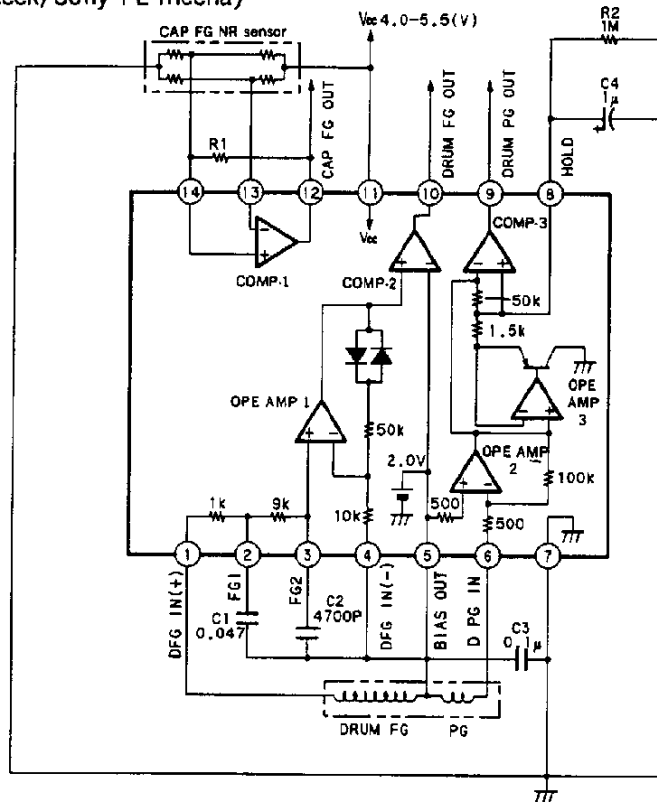 CAP FG NR sensor
Vcc 4.0-5.5(V)
R2
1M
C4
1μ
R1
CAP FG OUT
DRUM FG OUT
DRUM PG OUT
HOLD
14
13
12
11
10
9
8
Vcc
COMP-1
COMP-2
COMP-3
50k
1.5k
OPE AMP 1
OPE
AMP
3
50k
2.0V
OPE AMP
2
100k
1k
9k
10k
500
500
1
2
3
4
5
6
7
DFG IN(+)
FG1
FG2
DFG IN(-)
BIAS OUT
D PG IN
C1
0.047
C2
4700P
C3
0.1μ
DRUM FG
PG